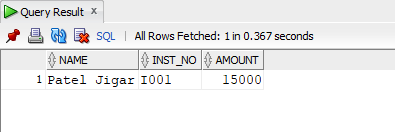 Query Result ×
SQL | All Rows Fetched: 1 in 0.367 seconds
NAME INST_NO AMOUNT
1 Patel Jigar I001 15000